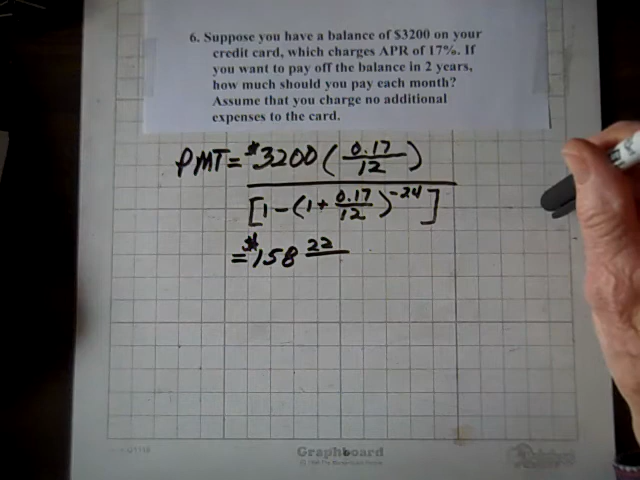 6. Suppose you have a balance of $3200 on your
credit card, which charges APR of 17%. If
you want to pay off the balance in 2 years,
how much should you pay each month?
Assume that you charge no additional
expenses to the card.
PMT = $3200 (0.17/12)
[1 - (1 + 0.17/12)^-24]
= $158 22
Graphboard